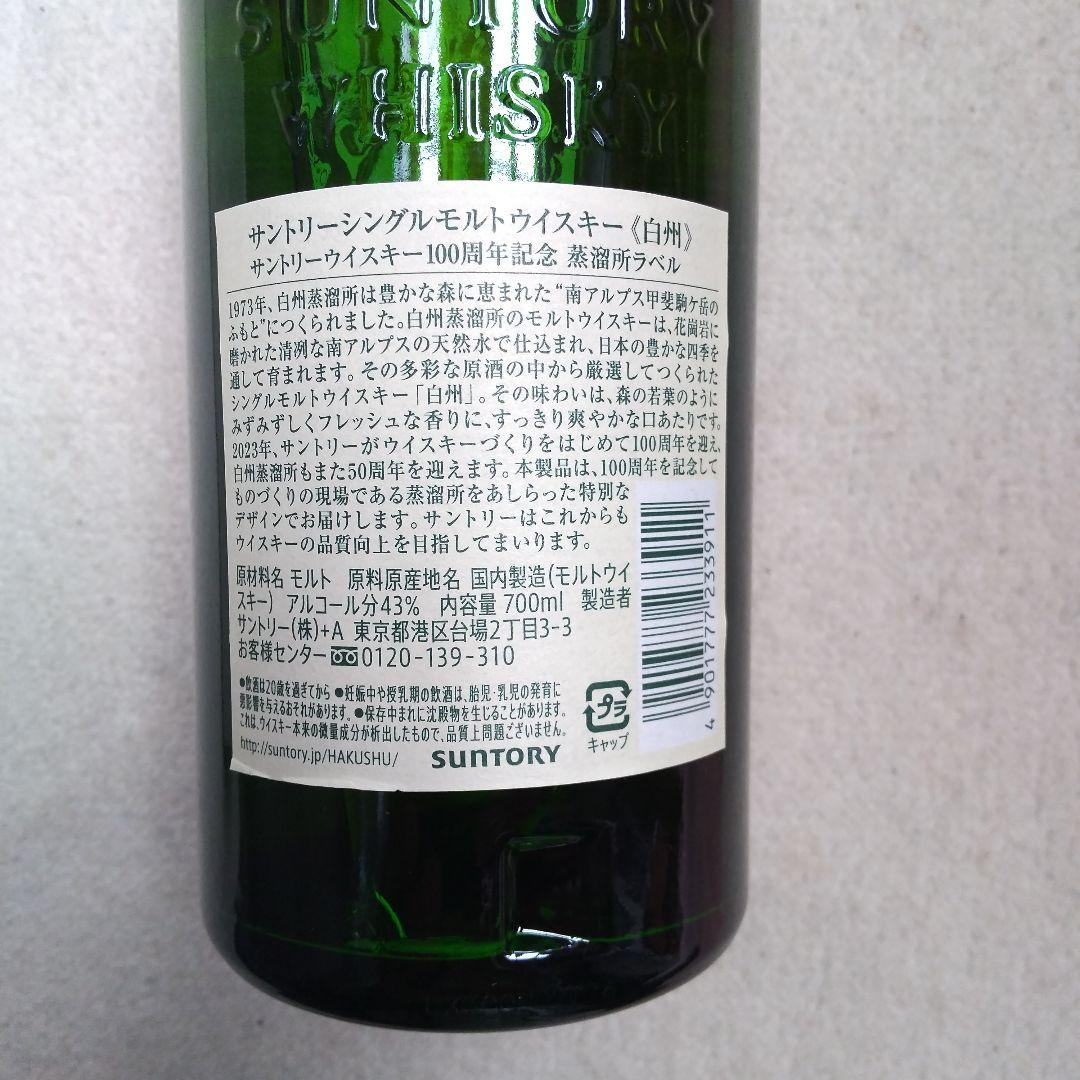 SUNTORY
WHISKY
サントリーシングルモルトウイスキー《白州》
サントリーウイスキー100周年記念 蒸溜所ラベル
1973年、白州蒸溜所は豊かな森に恵まれた“南アルプス甲斐駒ケ岳の
ふもと”につくられました。白州蒸溜所のモルトウイスキーは、花崗岩に
磨かれた清冽な南アルプスの天然水で仕込まれ、日本の豊かな四季を
通して育まれます。その多彩な原酒の中から厳選してつくられた
シングルモルトウイスキー「白州」。その味わいは、森の若葉のように
みずみずしくフレッシュな香りに、すっきり爽やかな口あたりです。
2023年、サントリーがウイスキーづくりをはじめて100周年を迎え、
白州蒸溜所もまた50周年を迎えます。本製品は、100周年を記念して
ものづくりの現場である蒸溜所をあしらった特別な
デザインでお届けします。サントリーはこれからも
ウイスキーの品質向上を目指してまいります。
原材料名 モルト 原料原産地名 国内製造(モルトウイ
スキー) アルコール分43% 内容量 700ml 製造者
サントリー(株)+A 東京都港区台場2丁目3-3
お客様センター 0120-139-310
●飲酒は20歳を過ぎてから ●妊娠中や授乳期の飲酒は、胎児・乳児の発育に
悪影響を与えるおそれがあります。●保存中まれに沈殿物を生じることがあります。
これは、ウイスキー本来の微量成分が析出したもので、品質上問題ございません。
http://suntory.jp/HAKUSHU/ SUNTORY
プラ
キャップ
4 901777 233911